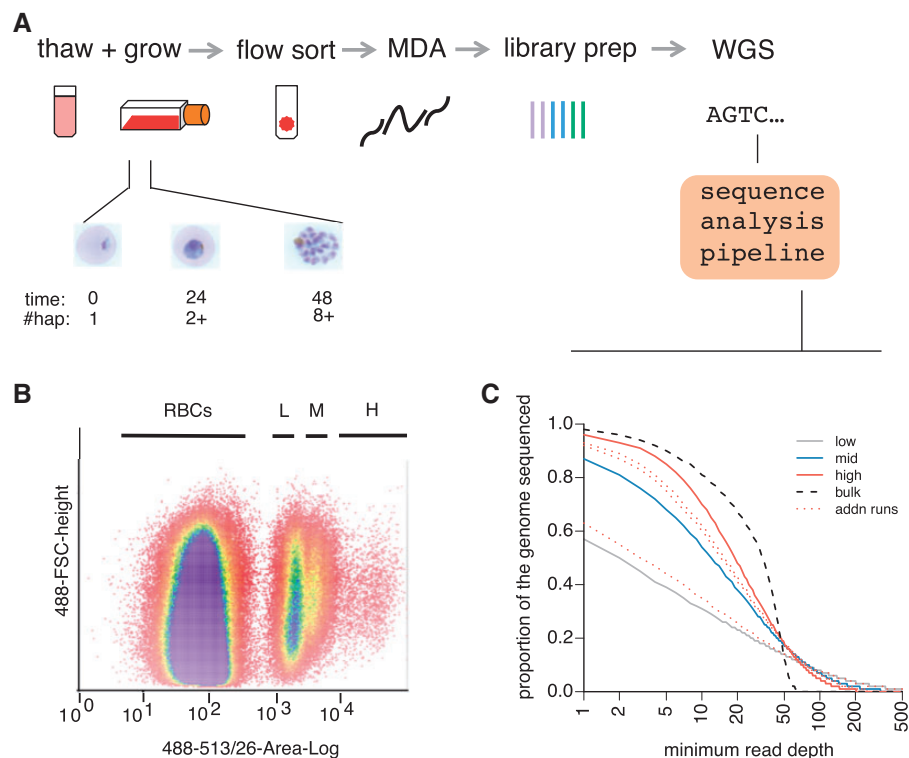 A
thaw + grow → flow sort → MDA → library prep → WGS
AGTC...
sequence
analysis
pipeline
time: 0 24 48
#hap: 1 2+ 8+
B
RBCs L M H
488-FSC-height
10^0 10^1 10^2 10^3 10^4
488-513/26-Area-Log
C
proportion of the genome sequenced
1.0
0.8
0.6
0.4
0.2
0.0
low
mid
high
bulk
addn runs
1 2 5 10 20 50 100 200 500
minimum read depth